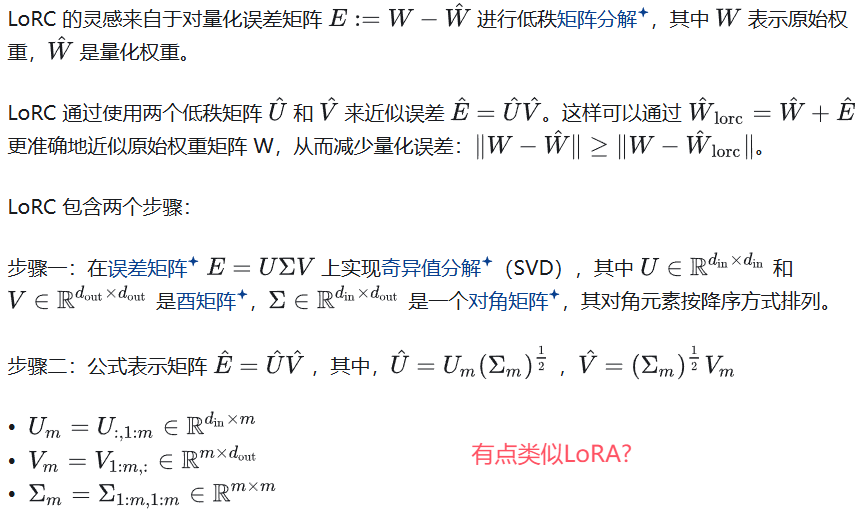 LoRC 的灵感来自于对量化误差矩阵 $E := W - \hat{W}$ 进行低秩矩阵分解✦，其中 $W$ 表示原始权
重，$\hat{W}$ 是量化权重。
LoRC 通过使用两个低秩矩阵 $\hat{U}$ 和 $\hat{V}$ 来近似误差 $\hat{E} = \hat{U}\hat{V}$。这样可以通过 $\hat{W}_{\text{lorc}} = \hat{W} + \hat{E}$
更准确地近似原始权重矩阵 W，从而减少量化误差：$\|W - \hat{W}\| \geq \|W - \hat{W}_{\text{lorc}}\|$。
LoRC 包含两个步骤：
步骤一：在误差矩阵✦ $E = U\Sigma V$ 上实现奇异值分解✦（SVD），其中 $U \in \mathbb{R}^{d_{\text{in}} \times d_{\text{in}}}$ 和
$V \in \mathbb{R}^{d_{\text{out}} \times d_{\text{out}}}$ 是酉矩阵✦，$\Sigma \in \mathbb{R}^{d_{\text{in}} \times d_{\text{out}}}$ 是一个对角矩阵✦，其对角元素按降序方式排列。
步骤二：公式表示矩阵 $\hat{E} = \hat{U}\hat{V}$ ，其中，$\hat{U} = U_m(\Sigma_m)^{\frac{1}{2}}$ ，$\hat{V} = (\Sigma_m)^{\frac{1}{2}}V_m$
• $U_m = U_{:,1:m} \in \mathbb{R}^{d_{\text{in}} \times m}$
• $V_m = V_{1:m,:} \in \mathbb{R}^{m \times d_{\text{out}}}$
有点类似LoRA?
• $\Sigma_m = \Sigma_{1:m,1:m} \in \mathbb{R}^{m \times m}$